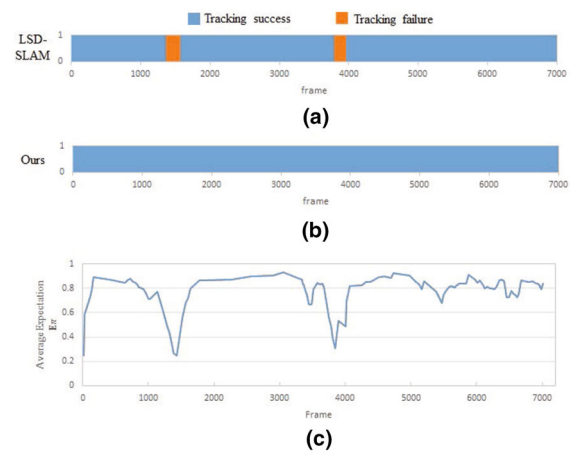 Tracking success Tracking failure
LSD-
SLAM
1
0
0 1000 2000 3000 4000 5000 6000 7000
frame
(a)
Ours
1
0
0 1000 2000 3000 4000 5000 6000 7000
frame
(b)
Average Expectation
Eπ
1
0.8
0.6
0.4
0.2
0
0 1000 2000 3000 4000 5000 6000 7000
Frame
(c)